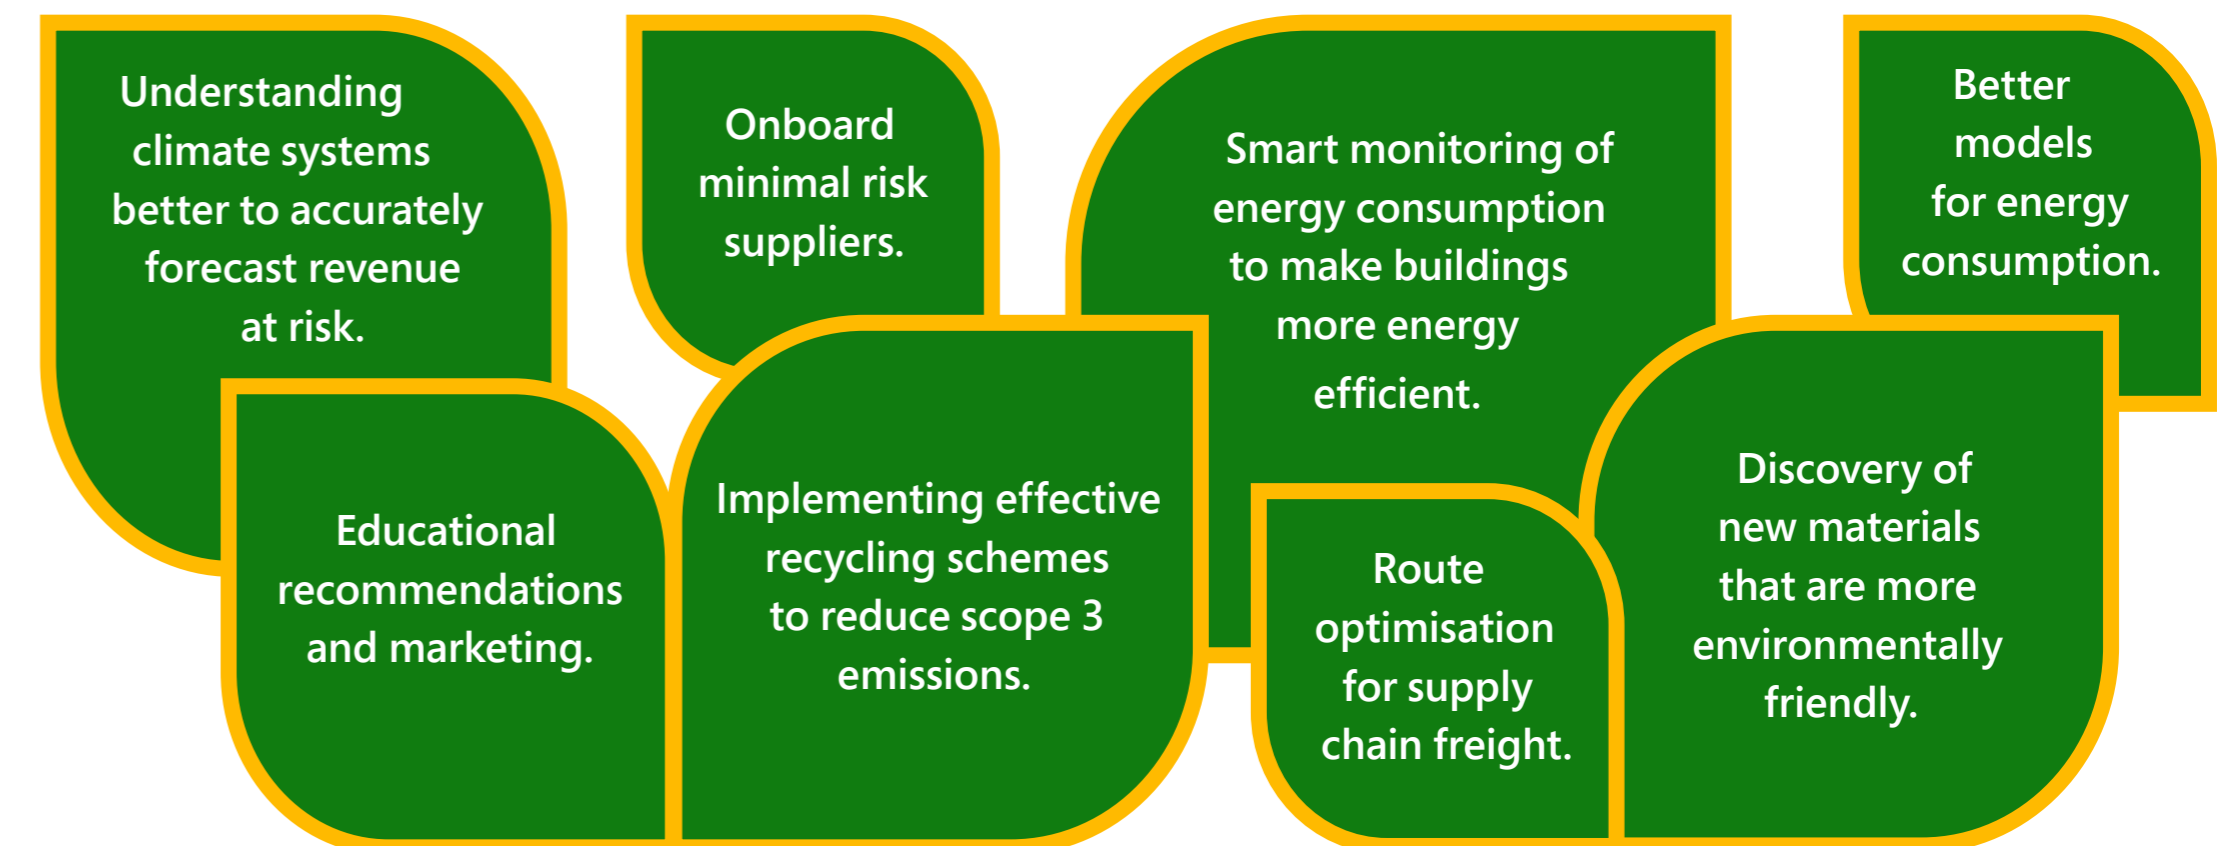 Understanding
climate systems
better to accurately
forecast revenue
at risk.
Onboard
minimal risk
suppliers.
Smart monitoring of
energy consumption
to make buildings
more energy
efficient.
Better
models
for energy
consumption.
Educational
recommendations
and marketing.
Implementing effective
recycling schemes
to reduce scope 3
emissions.
Route
optimisation
for supply
chain freight.
Discovery of
new materials
that are more
environmentally
friendly.